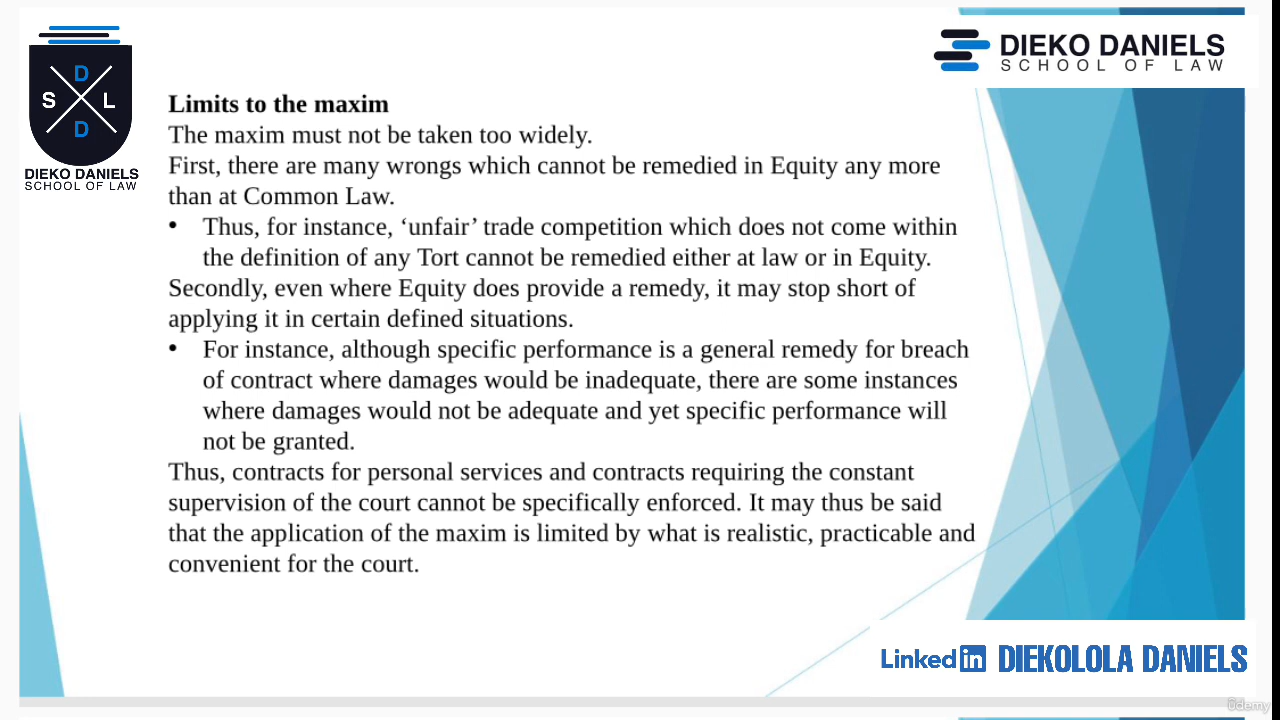 D
S L
D
DIEKO DANIELS
SCHOOL OF LAW
DIEKO DANIELS
SCHOOL OF LAW
Limits to the maxim
The maxim must not be taken too widely.
First, there are many wrongs which cannot be remedied in Equity any more
than at Common Law.
• Thus, for instance, ‘unfair’ trade competition which does not come within
the definition of any Tort cannot be remedied either at law or in Equity.
Secondly, even where Equity does provide a remedy, it may stop short of
applying it in certain defined situations.
• For instance, although specific performance is a general remedy for breach
of contract where damages would be inadequate, there are some instances
where damages would not be adequate and yet specific performance will
not be granted.
Thus, contracts for personal services and contracts requiring the constant
supervision of the court cannot be specifically enforced. It may thus be said
that the application of the maxim is limited by what is realistic, practicable and
convenient for the court.
Linkedin DIEKOLOLA DANIELS
ûdemy